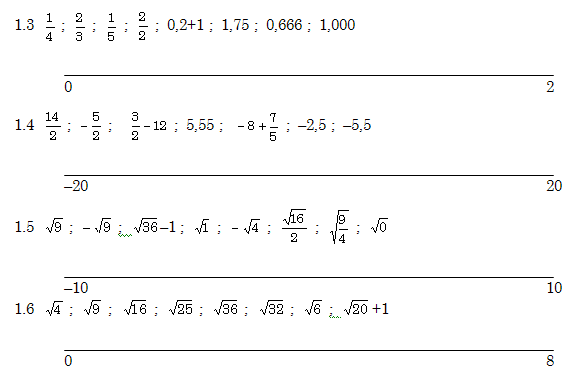 1.3 1/4 ; 2/3 ; 1/5 ; 2/2 ; 0,2+1 ; 1,75 ; 0,666 ; 1,000
0 2
1.4 14/2 ; -5/2 ; 3/2-12 ; 5,55 ; -8+7/5 ; –2,5 ; –5,5
–20 20
1.5 √9 ; -√9 ; √36–1 ; √1 ; -√4 ; √16/2 ; √(9/4) ; √0
–10 10
1.6 √4 ; √9 ; √16 ; √25 ; √36 ; √32 ; √6 ; √20 +1
0 8